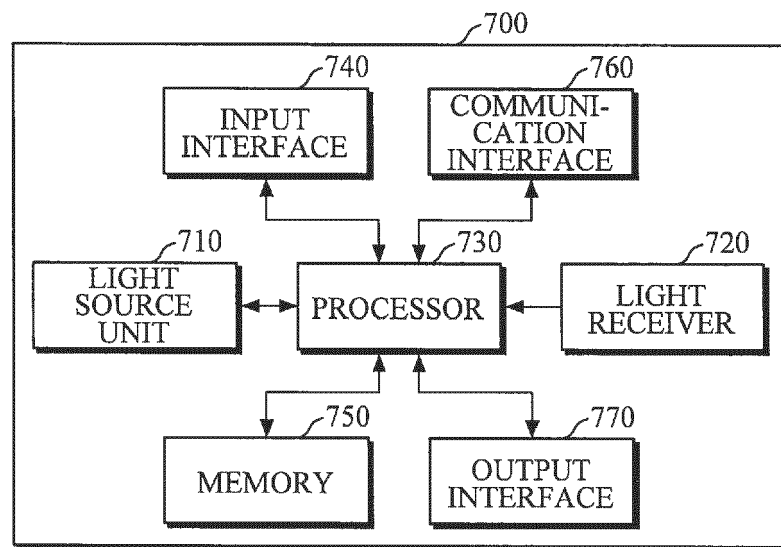 700
740
INPUT
INTERFACE
760
COMMUNI-
CATION
INTERFACE
710
LIGHT
SOURCE
UNIT
730
PROCESSOR
720
LIGHT
RECEIVER
750
MEMORY
770
OUTPUT
INTERFACE